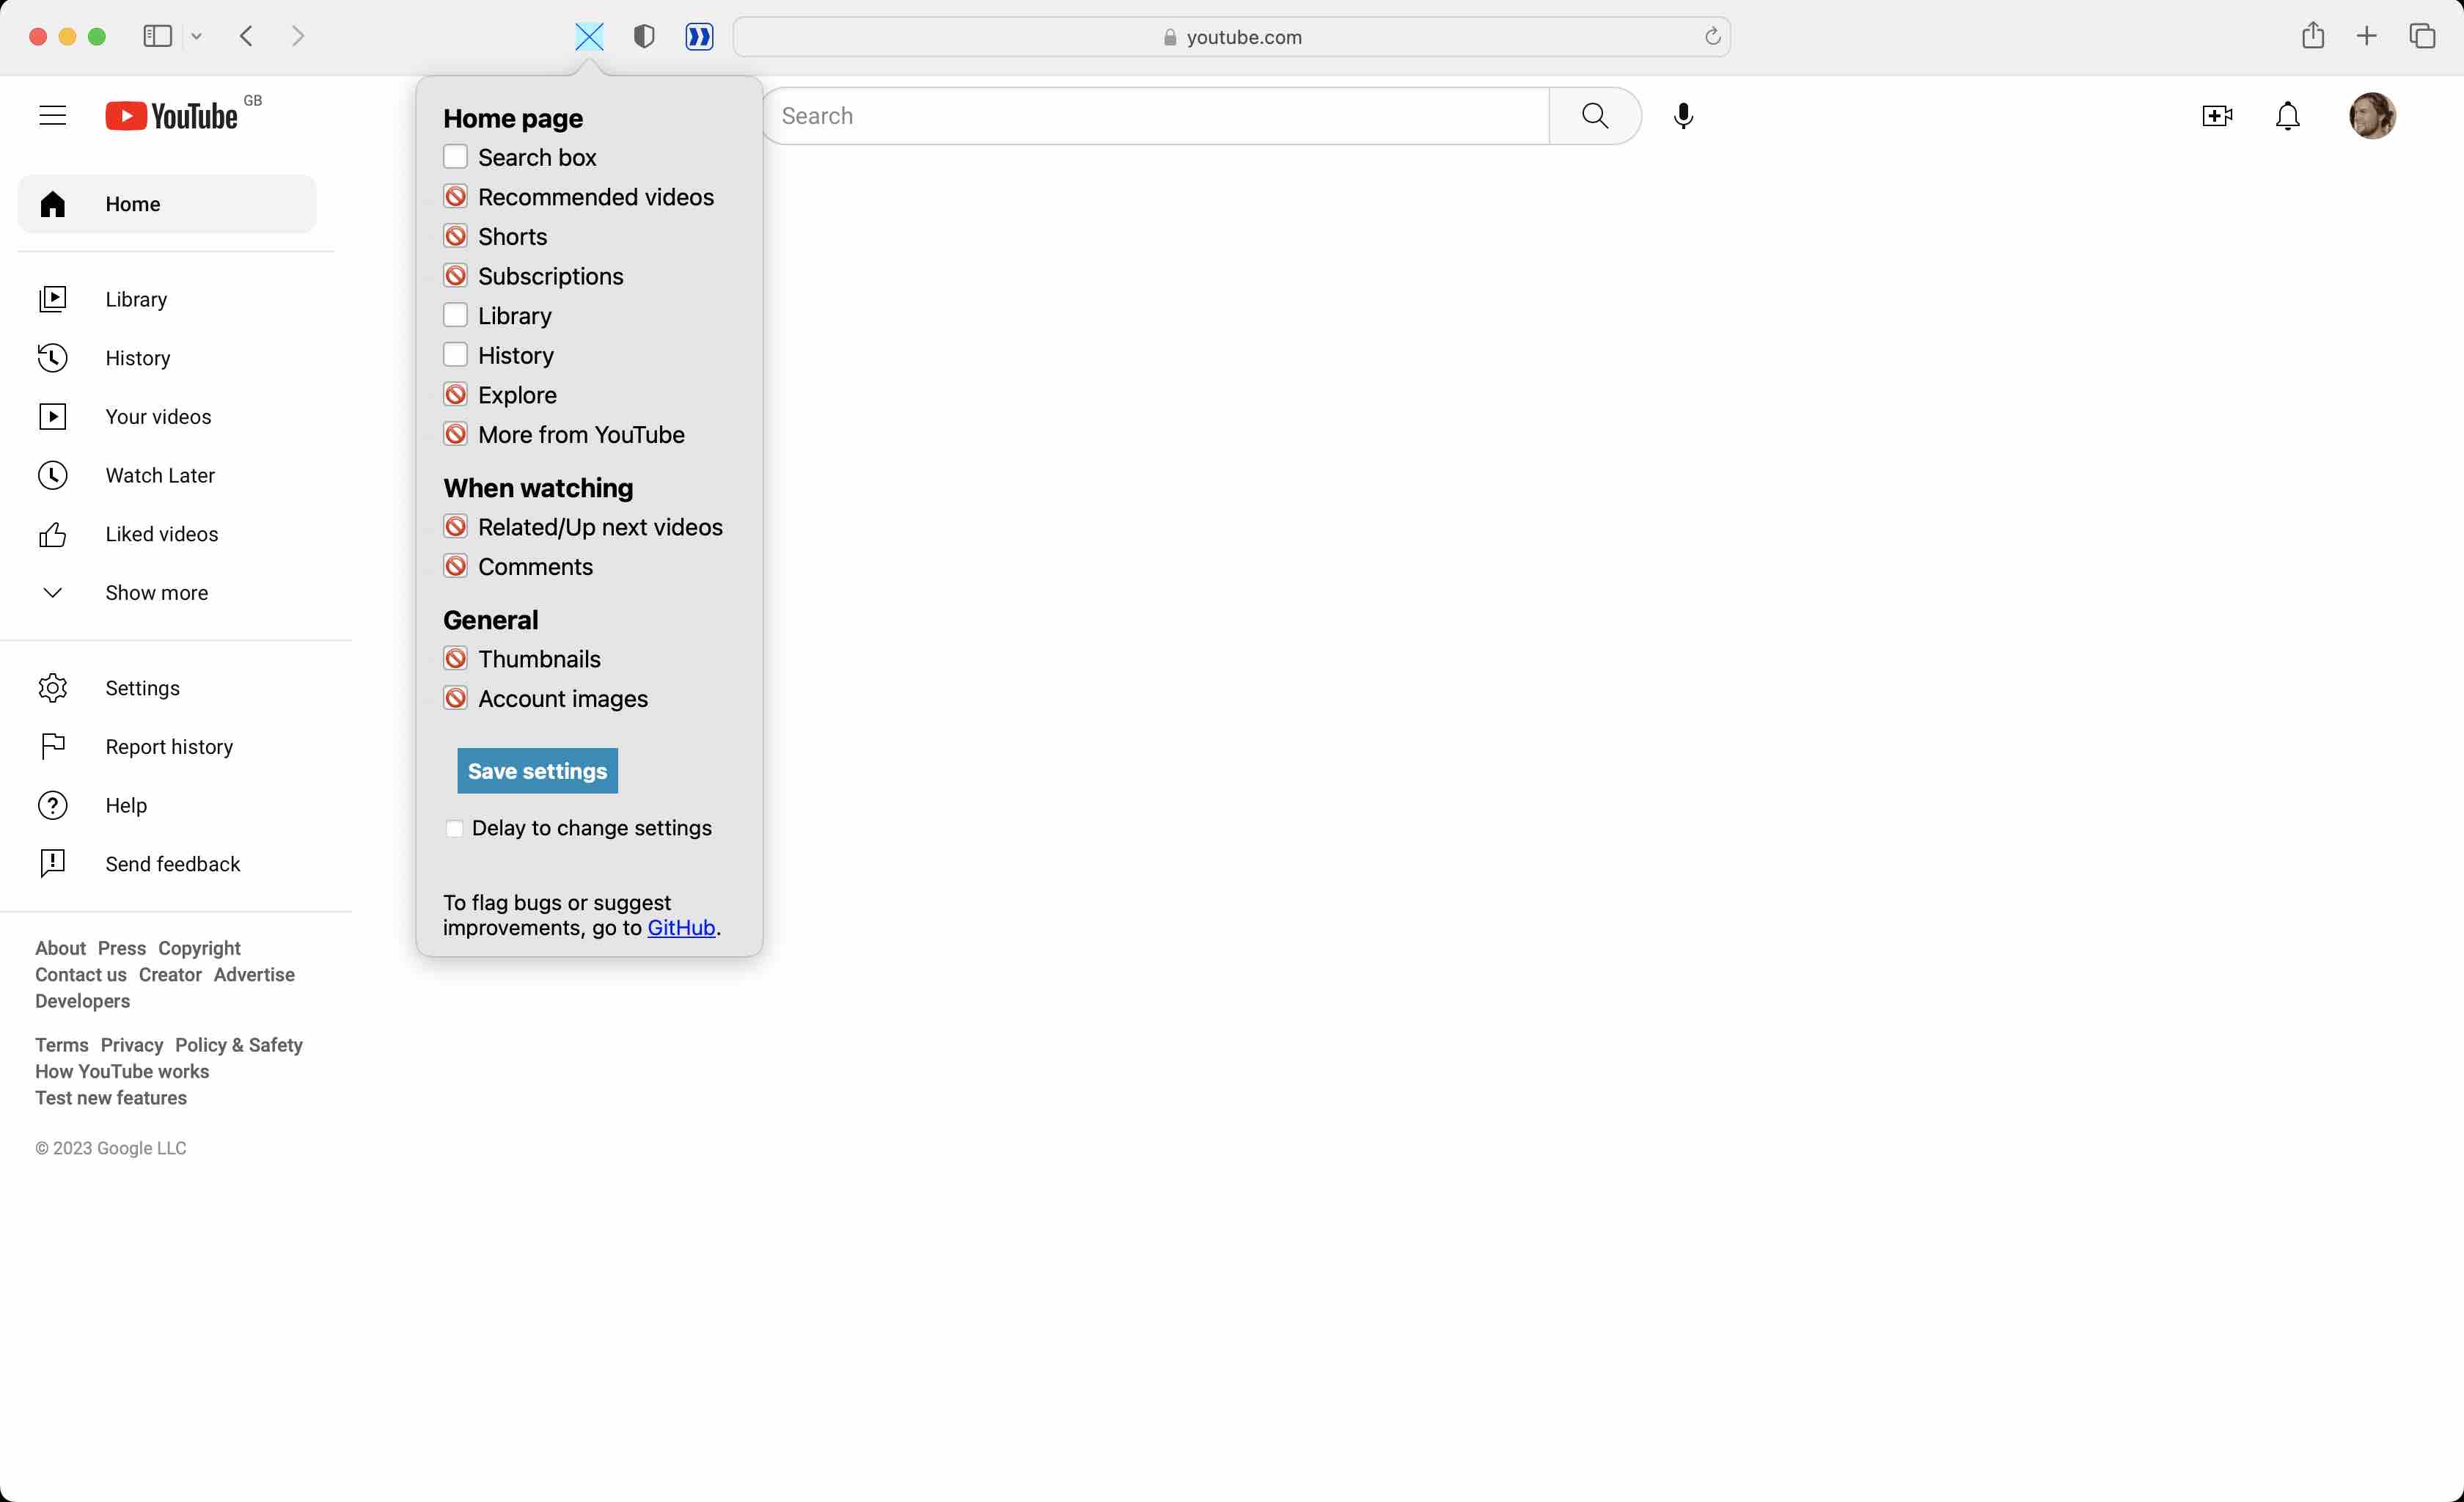 youtube.com
YouTube GB
Search
Home
Library
History
Your videos
Watch Later
Liked videos
Show more
Settings
Report history
Help
Send feedback
About Press Copyright
Contact us Creator Advertise
Developers
Terms Privacy Policy & Safety
How YouTube works
Test new features
© 2023 Google LLC
Home page
Search box
Recommended videos
Shorts
Subscriptions
Library
History
Explore
More from YouTube
When watching
Related/Up next videos
Comments
General
Thumbnails
Account images
Save settings
Delay to change settings
To flag bugs or suggest
improvements, go to GitHub.